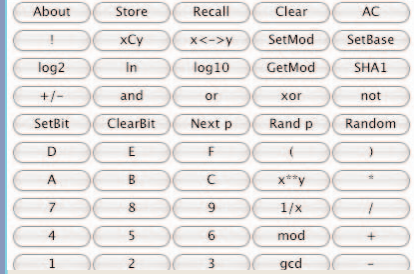 About Store Recall Clear AC
! xCy x<->y SetMod SetBase
log2 ln log10 GetMod SHA1
+/- and or xor not
SetBit ClearBit Next p Rand p Random
D E F ( )
A B C x**y *
7 8 9 1/x /
4 5 6 mod +
1 2 3 gcd -